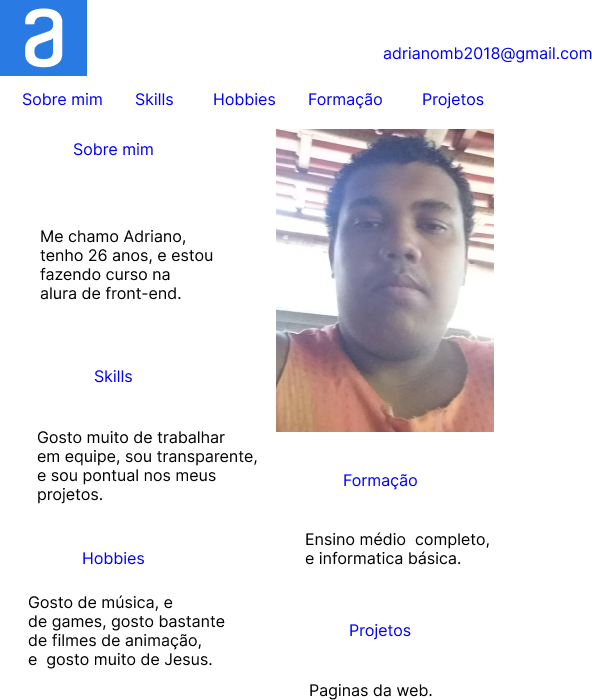 a
adrianomb2018@gmail.com
Sobre mim Skills Hobbies Formação Projetos
Sobre mim
Me chamo Adriano,
tenho 26 anos, e estou
fazendo curso na
alura de front-end.
Skills
Gosto muito de trabalhar
em equipe, sou transparente,
e sou pontual nos meus
projetos.
Hobbies
Gosto de música, e
de games, gosto bastante
de filmes de animação,
e  gosto muito de Jesus.
Formação
Ensino médio  completo,
e informatica básica.
Projetos
Paginas da web.